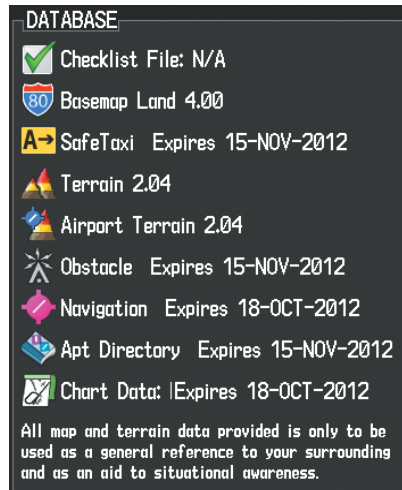 DATABASE
Checklist File: N/A
80 Basemap Land 4.00
A→ SafeTaxi Expires 15-NOV-2012
Terrain 2.04
Airport Terrain 2.04
Obstacle Expires 15-NOV-2012
Navigation Expires 18-OCT-2012
Apt Directory Expires 15-NOV-2012
Chart Data: |Expires 18-OCT-2012
All map and terrain data provided is only to be
used as a general reference to your surrounding
and as an aid to situational awareness.